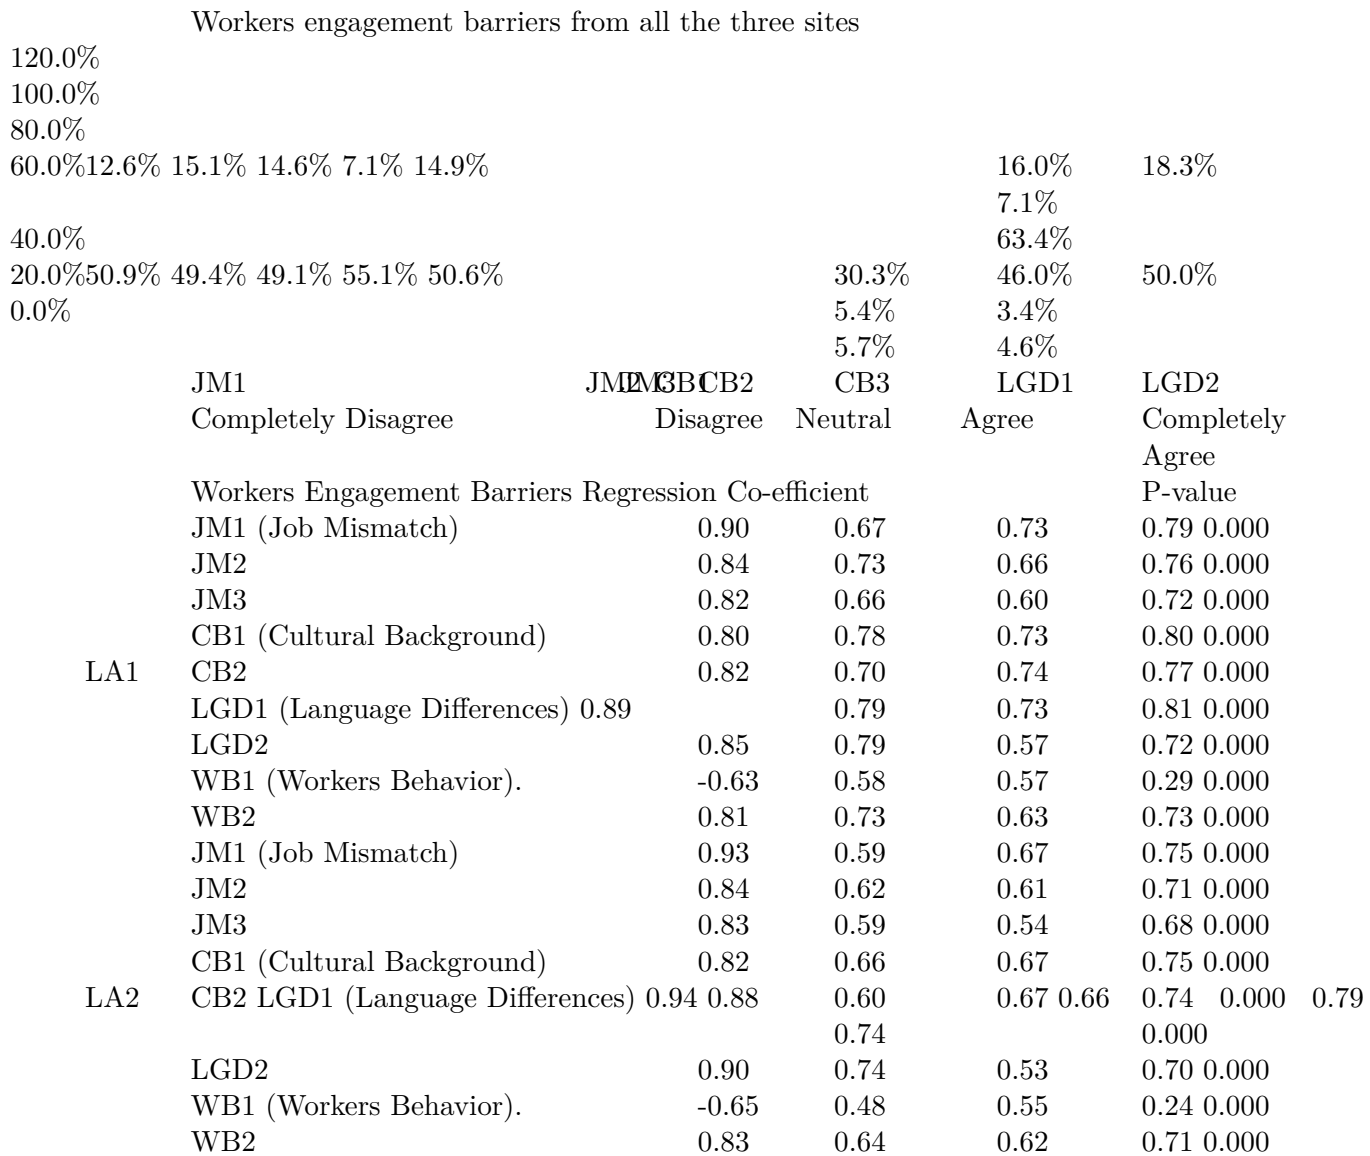 Workers engagement barriers from all the three sites
120.0%
100.0%
80.0%
60.0%12.6% 15.1% 14.6% 7.1% 14.9% 16.0% 18.3%
7.1%
40.0% 63.4%
20.0%50.9% 49.4% 49.1% 55.1% 50.6% 30.3% 46.0% 50.0%
0.0% 5.4% 3.4%
5.7% 4.6%
JM1 JM2 JM3 CB1 CB2 CB3 LGD1 LGD2
Completely Disagree Disagree Neutral Agree Completely
Agree
Workers Engagement Barriers Regression Co-efficient P-value
JM1 (Job Mismatch) 0.90 0.67 0.73 0.79 0.000
JM2 0.84 0.73 0.66 0.76 0.000
JM3 0.82 0.66 0.60 0.72 0.000
CB1 (Cultural Background) 0.80 0.78 0.73 0.80 0.000
LA1 CB2 0.82 0.70 0.74 0.77 0.000
LGD1 (Language Differences) 0.89 0.79 0.73 0.81 0.000
LGD2 0.85 0.79 0.57 0.72 0.000
WB1 (Workers Behavior). -0.63 0.58 0.57 0.29 0.000
WB2 0.81 0.73 0.63 0.73 0.000
JM1 (Job Mismatch) 0.93 0.59 0.67 0.75 0.000
JM2 0.84 0.62 0.61 0.71 0.000
JM3 0.83 0.59 0.54 0.68 0.000
CB1 (Cultural Background) 0.82 0.66 0.67 0.75 0.000
LA2 CB2 LGD1 (Language Differences) 0.94 0.88 0.60 0.67 0.66 0.74 0.000 0.79
0.74 0.000
LGD2 0.90 0.74 0.53 0.70 0.000
WB1 (Workers Behavior). -0.65 0.48 0.55 0.24 0.000
WB2 0.83 0.64 0.62 0.71 0.000